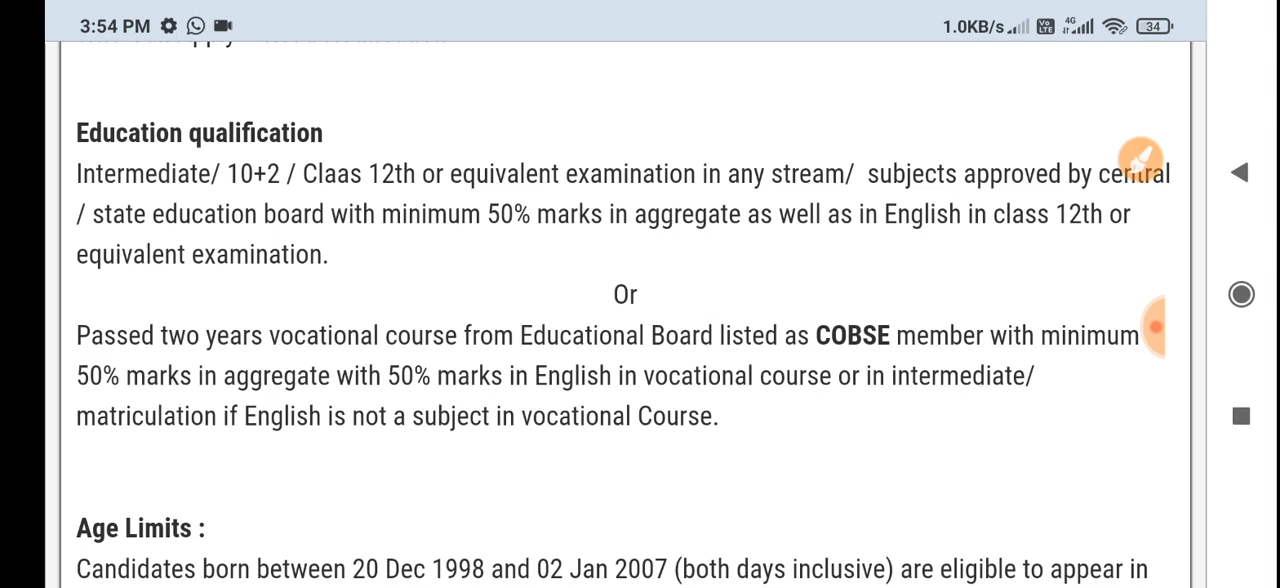 3:54 PM 1.0KB/s Vo LTE 4G 34
Education qualification
Intermediate/ 10+2 / Claas 12th or equivalent examination in any stream/ subjects approved by central
/ state education board with minimum 50% marks in aggregate as well as in English in class 12th or
equivalent examination.
Or
Passed two years vocational course from Educational Board listed as COBSE member with minimum
50% marks in aggregate with 50% marks in English in vocational course or in intermediate/
matriculation if English is not a subject in vocational Course.
Age Limits :
Candidates born between 20 Dec 1998 and 02 Jan 2007 (both days inclusive) are eligible to appear in